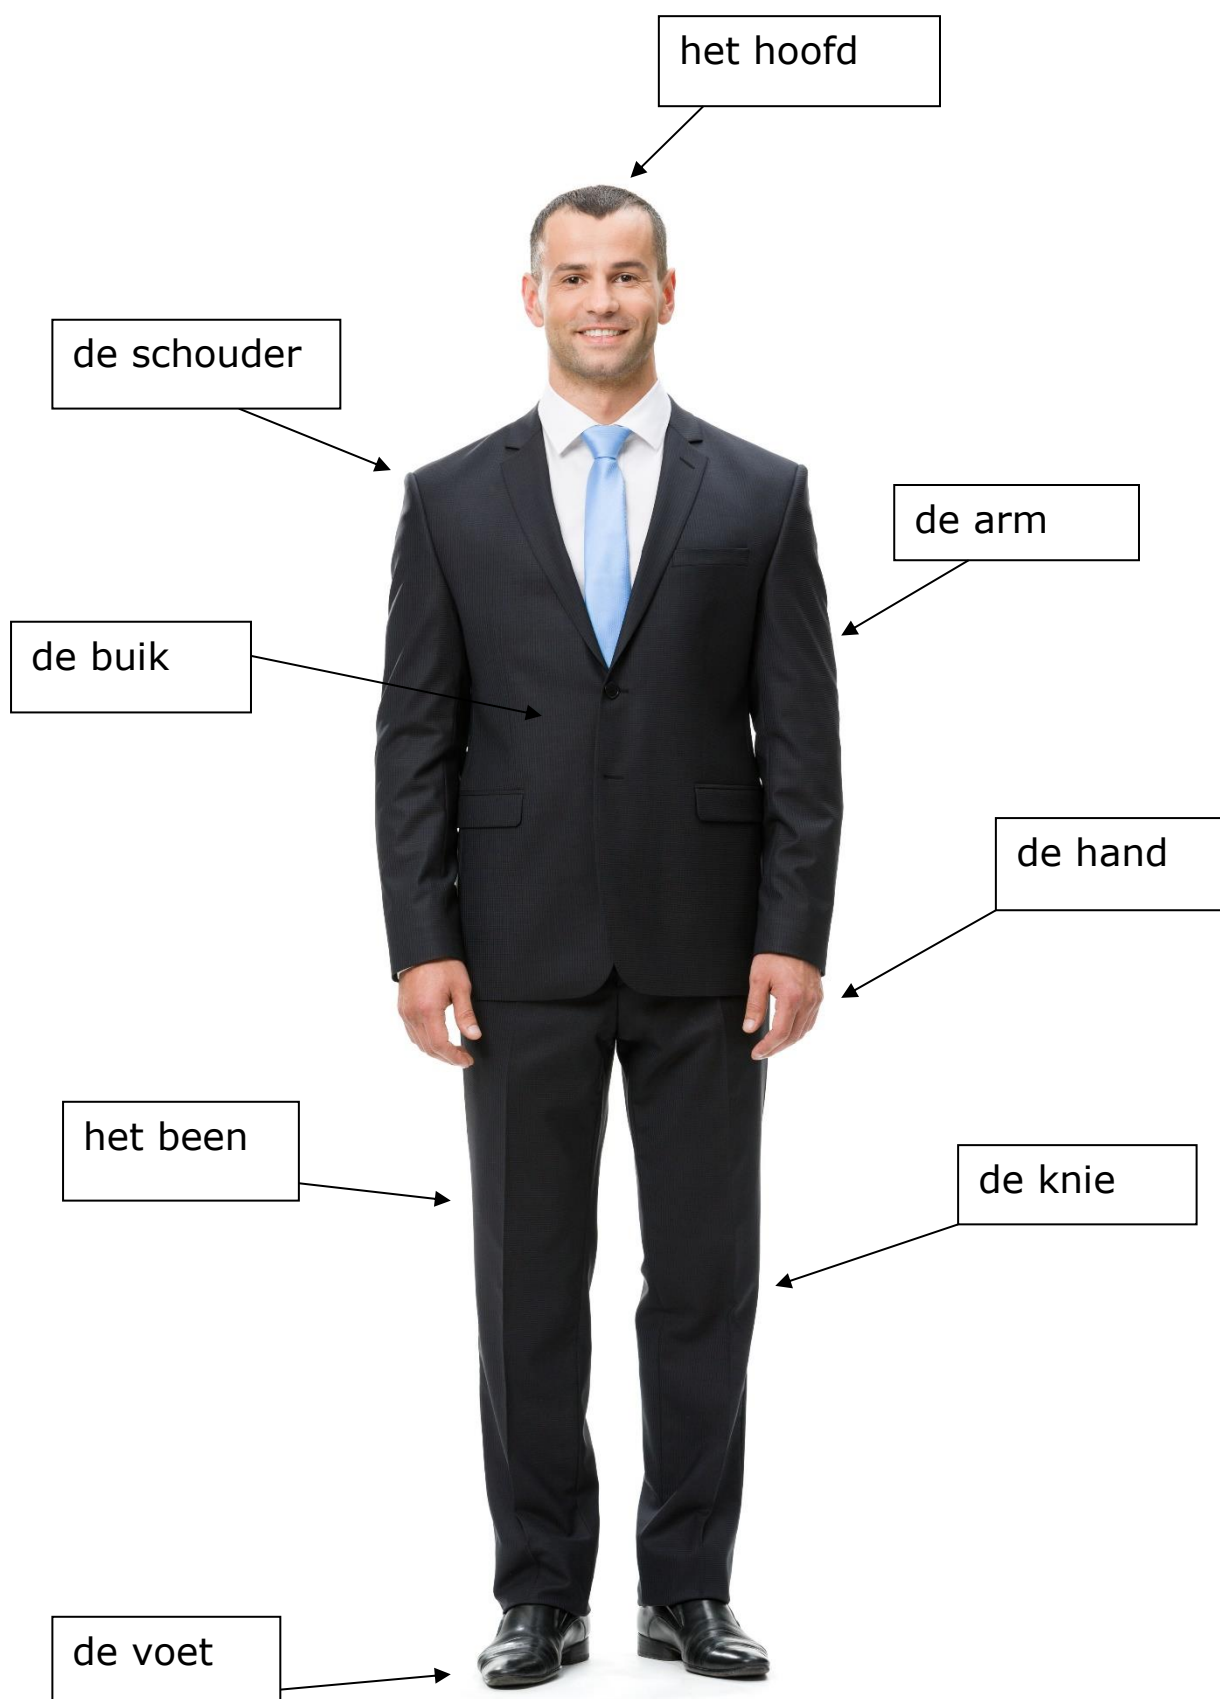 het hoofd
de schouder
de arm
de buik
de hand
het been
de knie
de voet